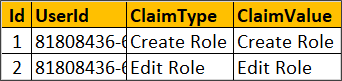 Id UserId ClaimType ClaimValue
1 81808436-6 Create Role Create Role
2 81808436-6 Edit Role Edit Role